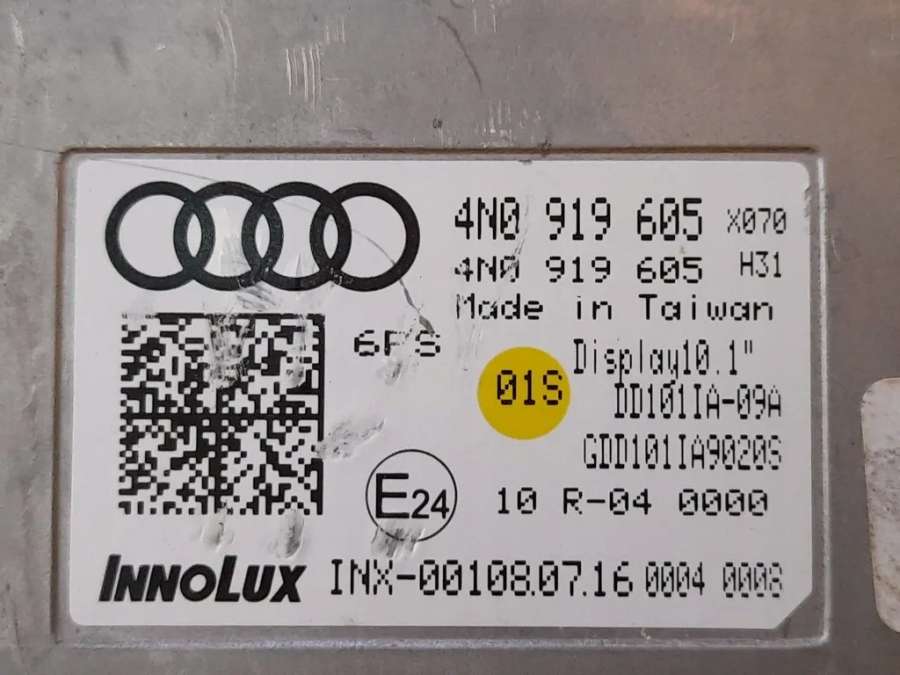 4N0 919 605 X070
4N0 919 605 H31
Made in Taiwan
6PS
Display10.1"
01S
DD101IA-09A
GDD101IA9020S
E24
10 R-04 0000
INNOLUX
INX-00108.07.16 0004 0008